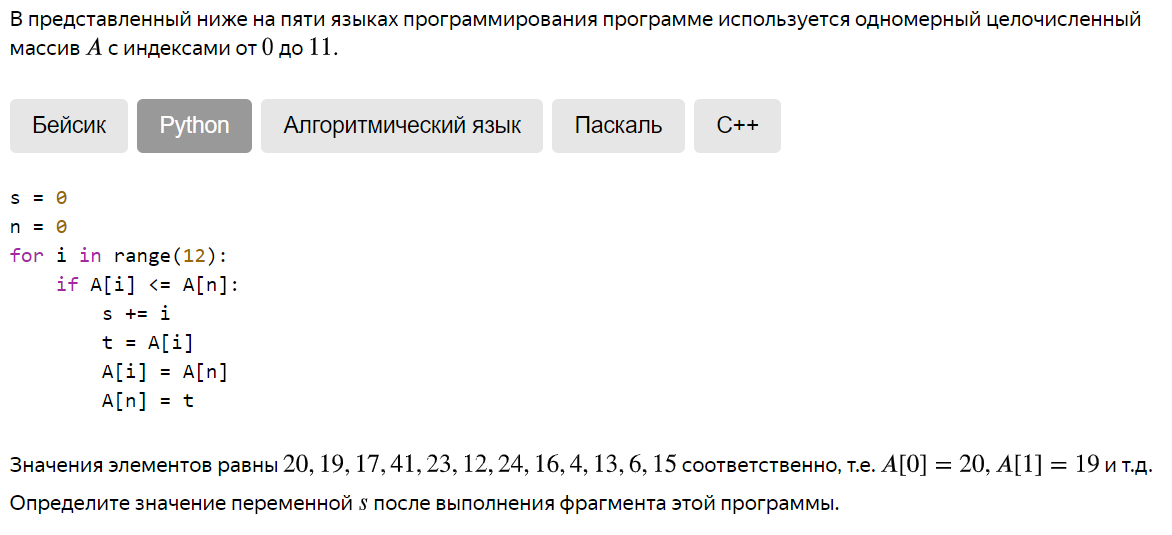 В представленный ниже на пяти языках программирования программе используется одномерный целочисленный
массив A с индексами от 0 до 11.
Бейсик Python Алгоритмический язык Паскаль C++
s = 0
n = 0
for i in range(12):
    if A[i] <= A[n]:
        s += i
        t = A[i]
        A[i] = A[n]
        A[n] = t
Значения элементов равны 20, 19, 17, 41, 23, 12, 24, 16, 4, 13, 6, 15 соответственно, т.е. A[0] = 20, A[1] = 19 и т.д.
Определите значение переменной s после выполнения фрагмента этой программы.